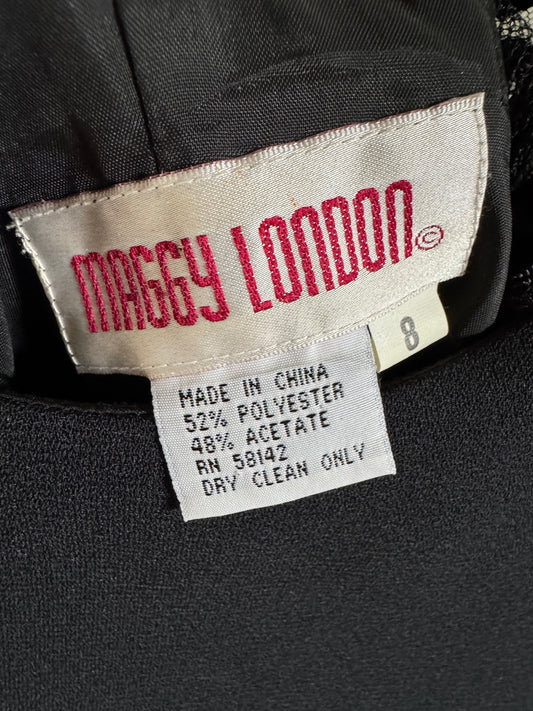 MAGGY LONDON©
8
MADE IN CHINA
52% POLYESTER
48% ACETATE
RN 58142
DRY CLEAN ONLY